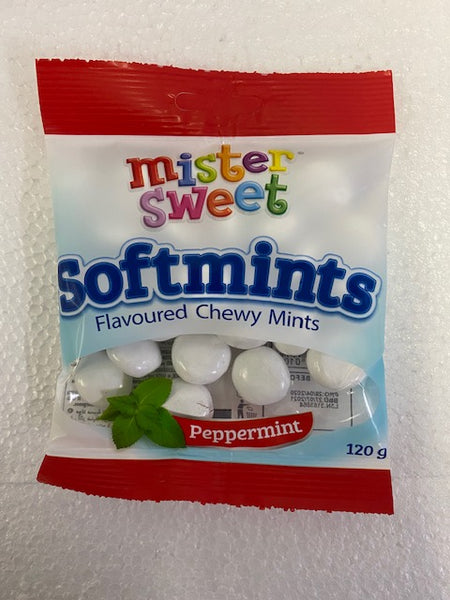 mister
sweet
Softmints
Flavoured Chewy Mints
Peppermint
120 g